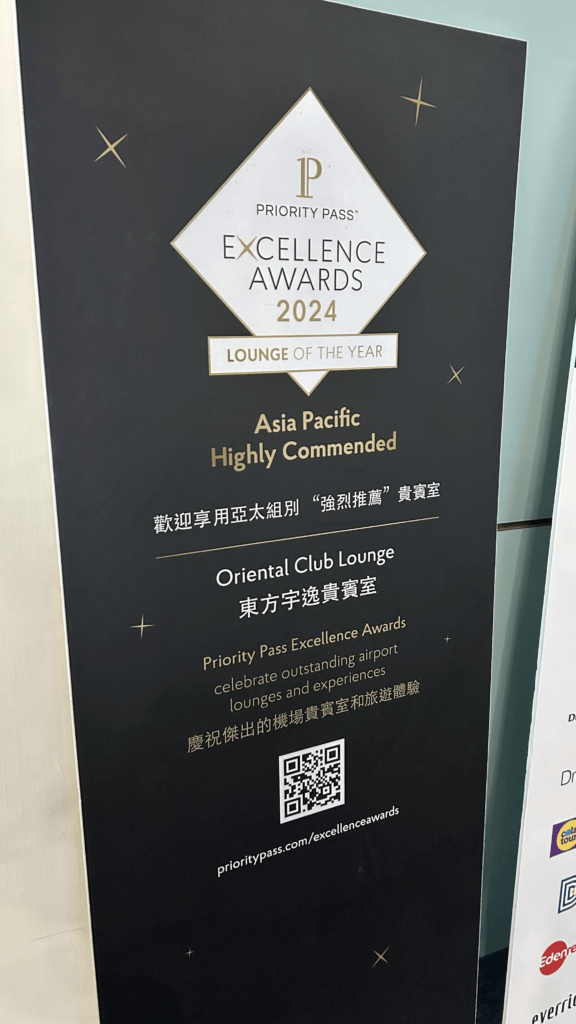 PRIORITY PASS™
EXCELLENCE
AWARDS
2024
LOUNGE OF THE YEAR
Asia Pacific
Highly Commended
歡迎享用亞太組別 “強烈推薦” 貴賓室
Oriental Club Lounge
東方宇逸貴賓室
Priority Pass Excellence Awards
celebrate outstanding airport
lounges and experiences
慶祝傑出的機場貴賓室和旅遊體驗
prioritypass.com/excellenceawards